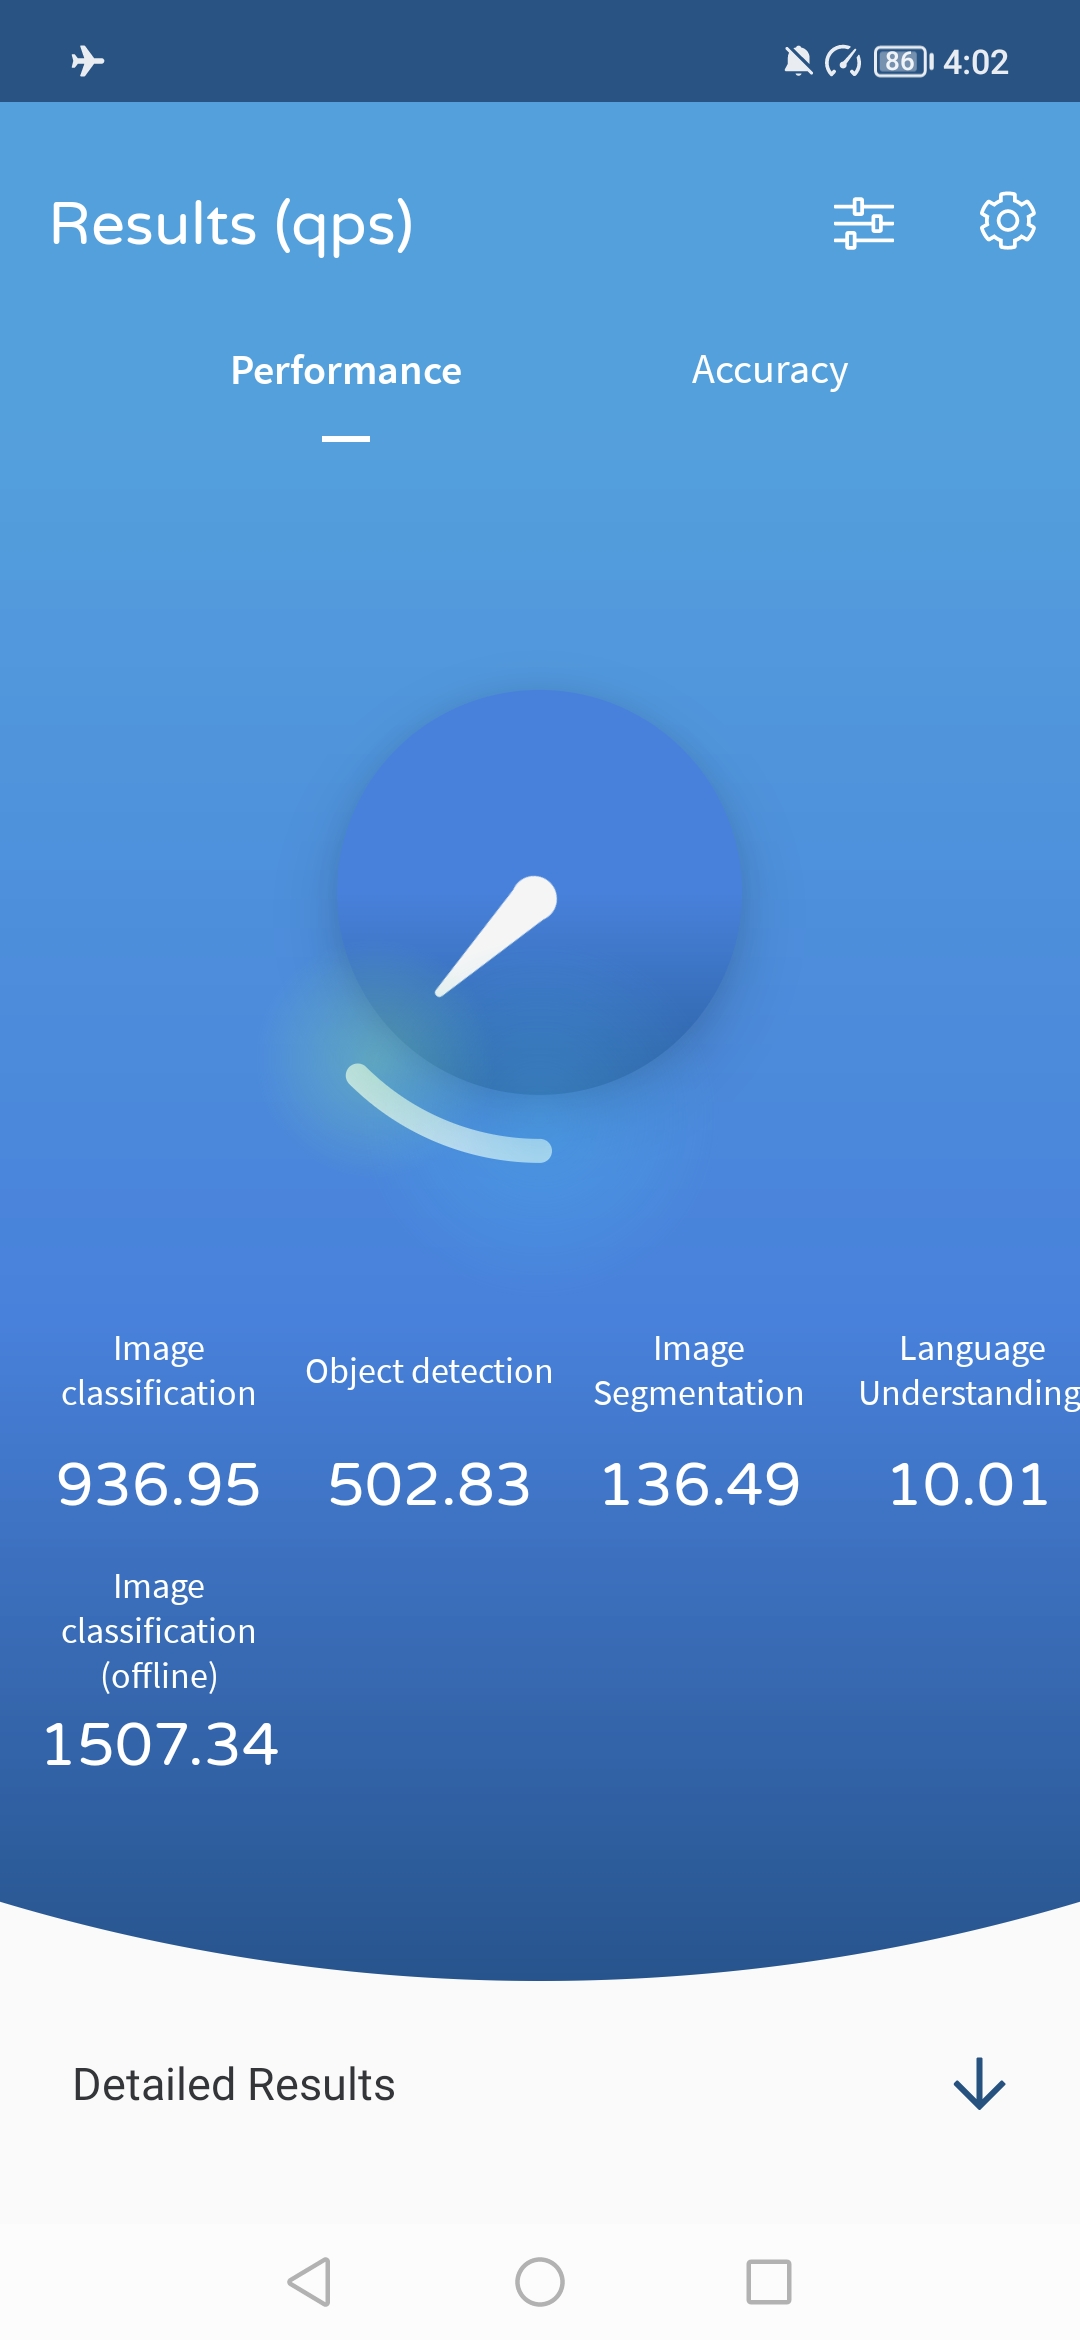 86 4:02
Results (qps)
Performance Accuracy
Image classification
Object detection
Image Segmentation
Language Understanding
936.95 502.83 136.49 10.01
Image
classification
(offline)
1507.34
Detailed Results